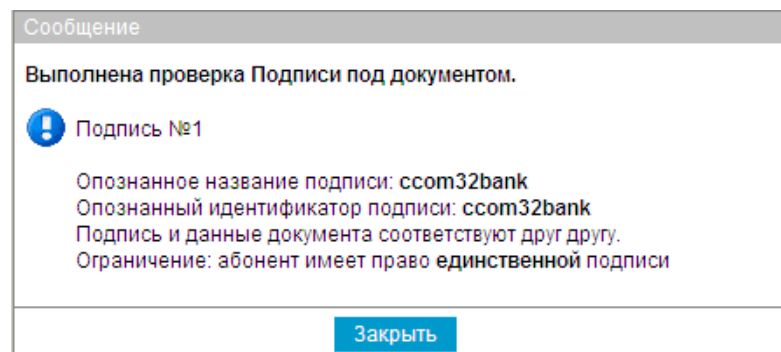 Сообщение
Выполнена проверка Подписи под документом.
Подпись №1
Опознанное название подписи: ccom32bank
Опознанный идентификатор подписи: ccom32bank
Подпись и данные документа соответствуют друг другу.
Ограничение: абонент имеет право единственной подписи
Закрыть